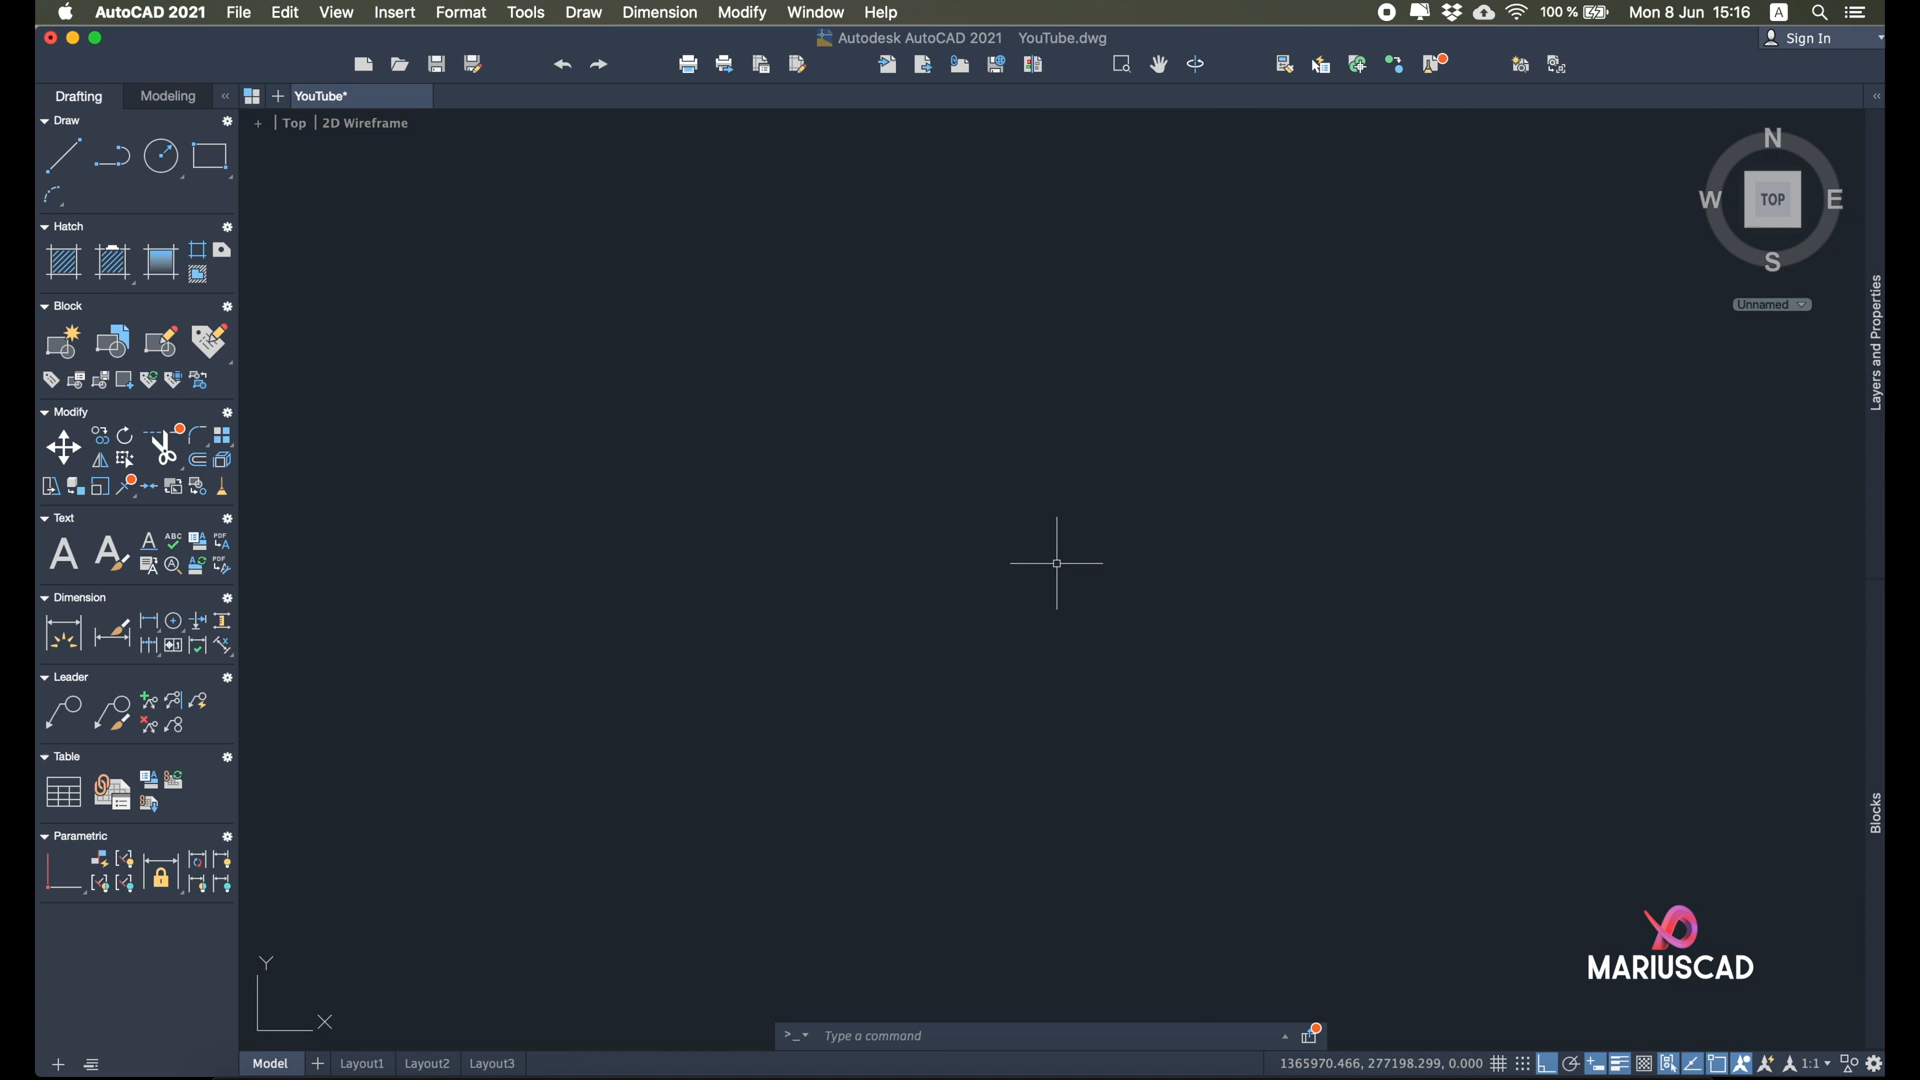 AutoCAD 2021 File Edit View Insert Format Tools Draw Dimension Modify Window Help 100 % Mon 8 Jun 15:16 A
Autodesk AutoCAD 2021 YouTube.dwg Sign In
Drafting Modeling « + YouTube* «
Draw
+ | Top | 2D Wireframe
N
W TOP E
S
Unnamed
Hatch
Block
Modify
Text
A A A ABC A PDF A
A PDF
Dimension
Leader
Table
Parametric
Layers and Properties
Blocks
MARIUSCAD
Y
X
>_ Type a command
Model + Layout1 Layout2 Layout3 1365970.466, 277198.299, 0.000 1:1